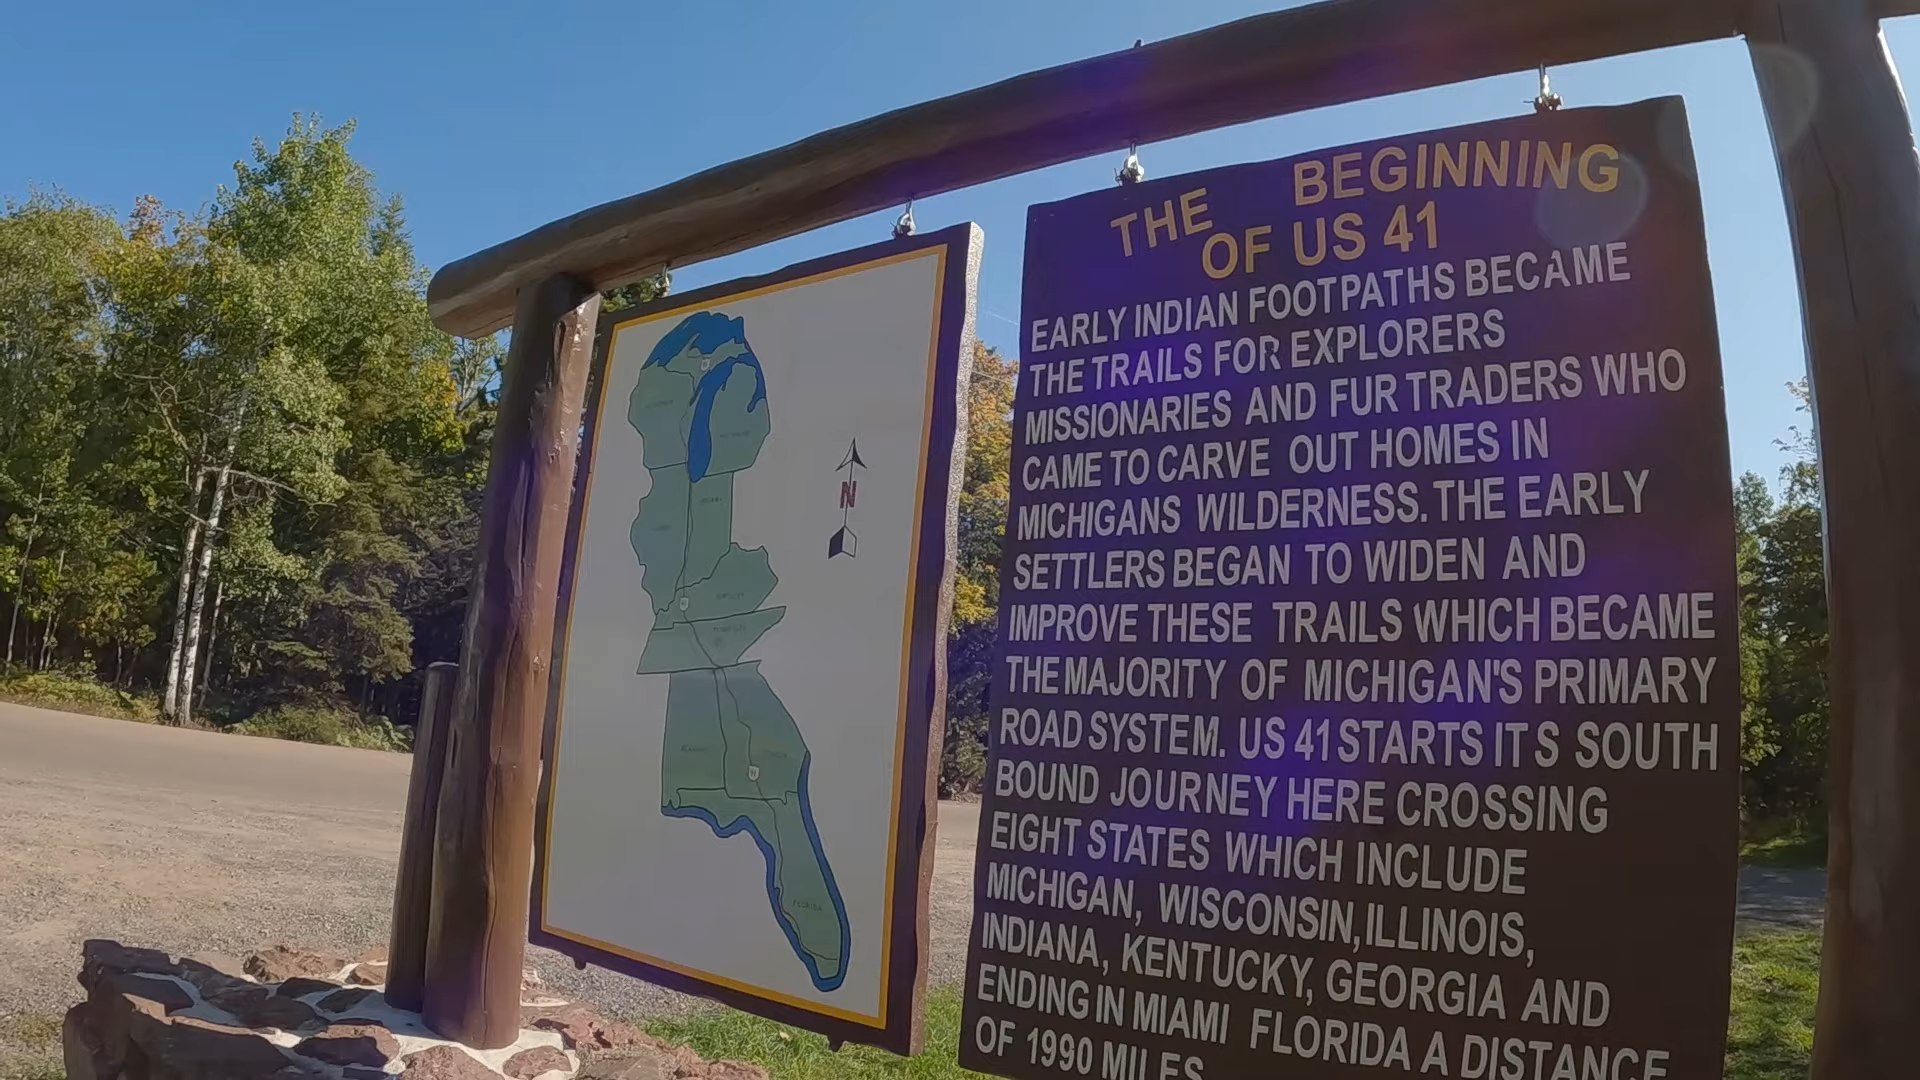 THE BEGINNING
OF US 41
EARLY INDIAN FOOTPATHS BECAME
THE TRAILS FOR EXPLORERS
MISSIONARIES AND FUR TRADERS WHO
CAME TO CARVE OUT HOMES IN
MICHIGANS WILDERNESS. THE EARLY
SETTLERS BEGAN TO WIDEN AND
IMPROVE THESE TRAILS WHICH BECAME
THE MAJORITY OF MICHIGAN'S PRIMARY
ROAD SYSTEM. US 41 STARTS IT S SOUTH
BOUND JOURNEY HERE CROSSING
EIGHT STATES WHICH INCLUDE
MICHIGAN, WISCONSIN, ILLINOIS,
INDIANA, KENTUCKY, GEORGIA AND
ENDING IN MIAMI FLORIDA A DISTANCE
OF 1990 MILES
N
KENTUCKY
FLORIDA